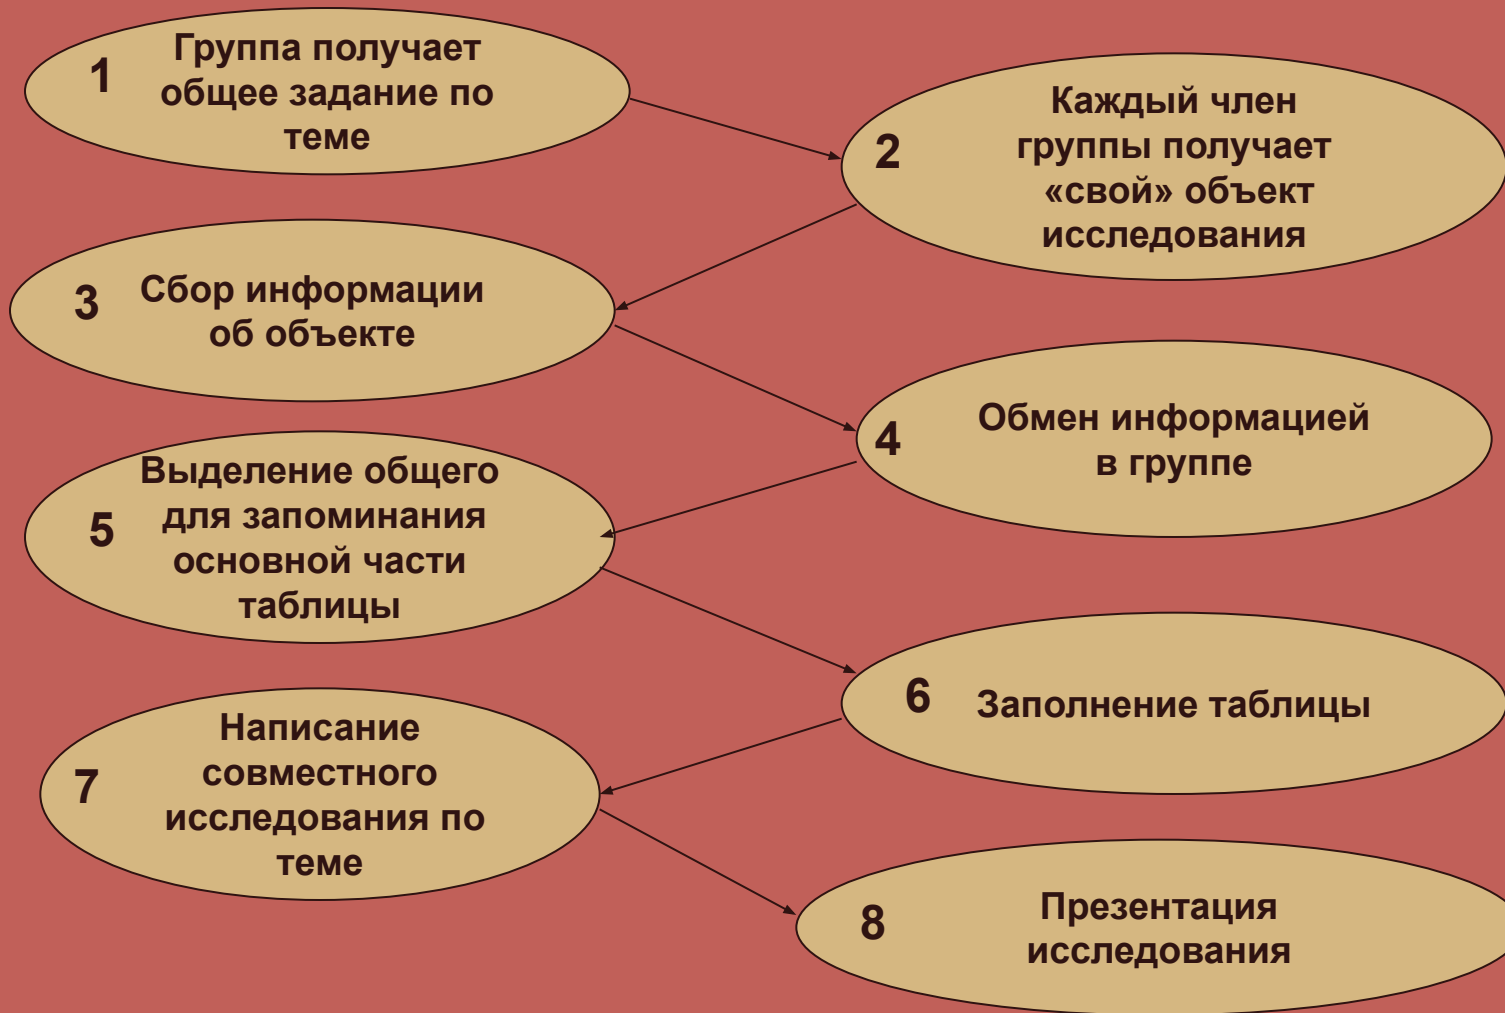 1
Группа получает
общее задание по
теме
2
Каждый член
группы получает
«свой» объект
исследования
3
Сбор информации
об объекте
4
Обмен информацией
в группе
5
Выделение общего
для запоминания
основной части
таблицы
6
Заполнение таблицы
7
Написание
совместного
исследования по
теме
8
Презентация
исследования